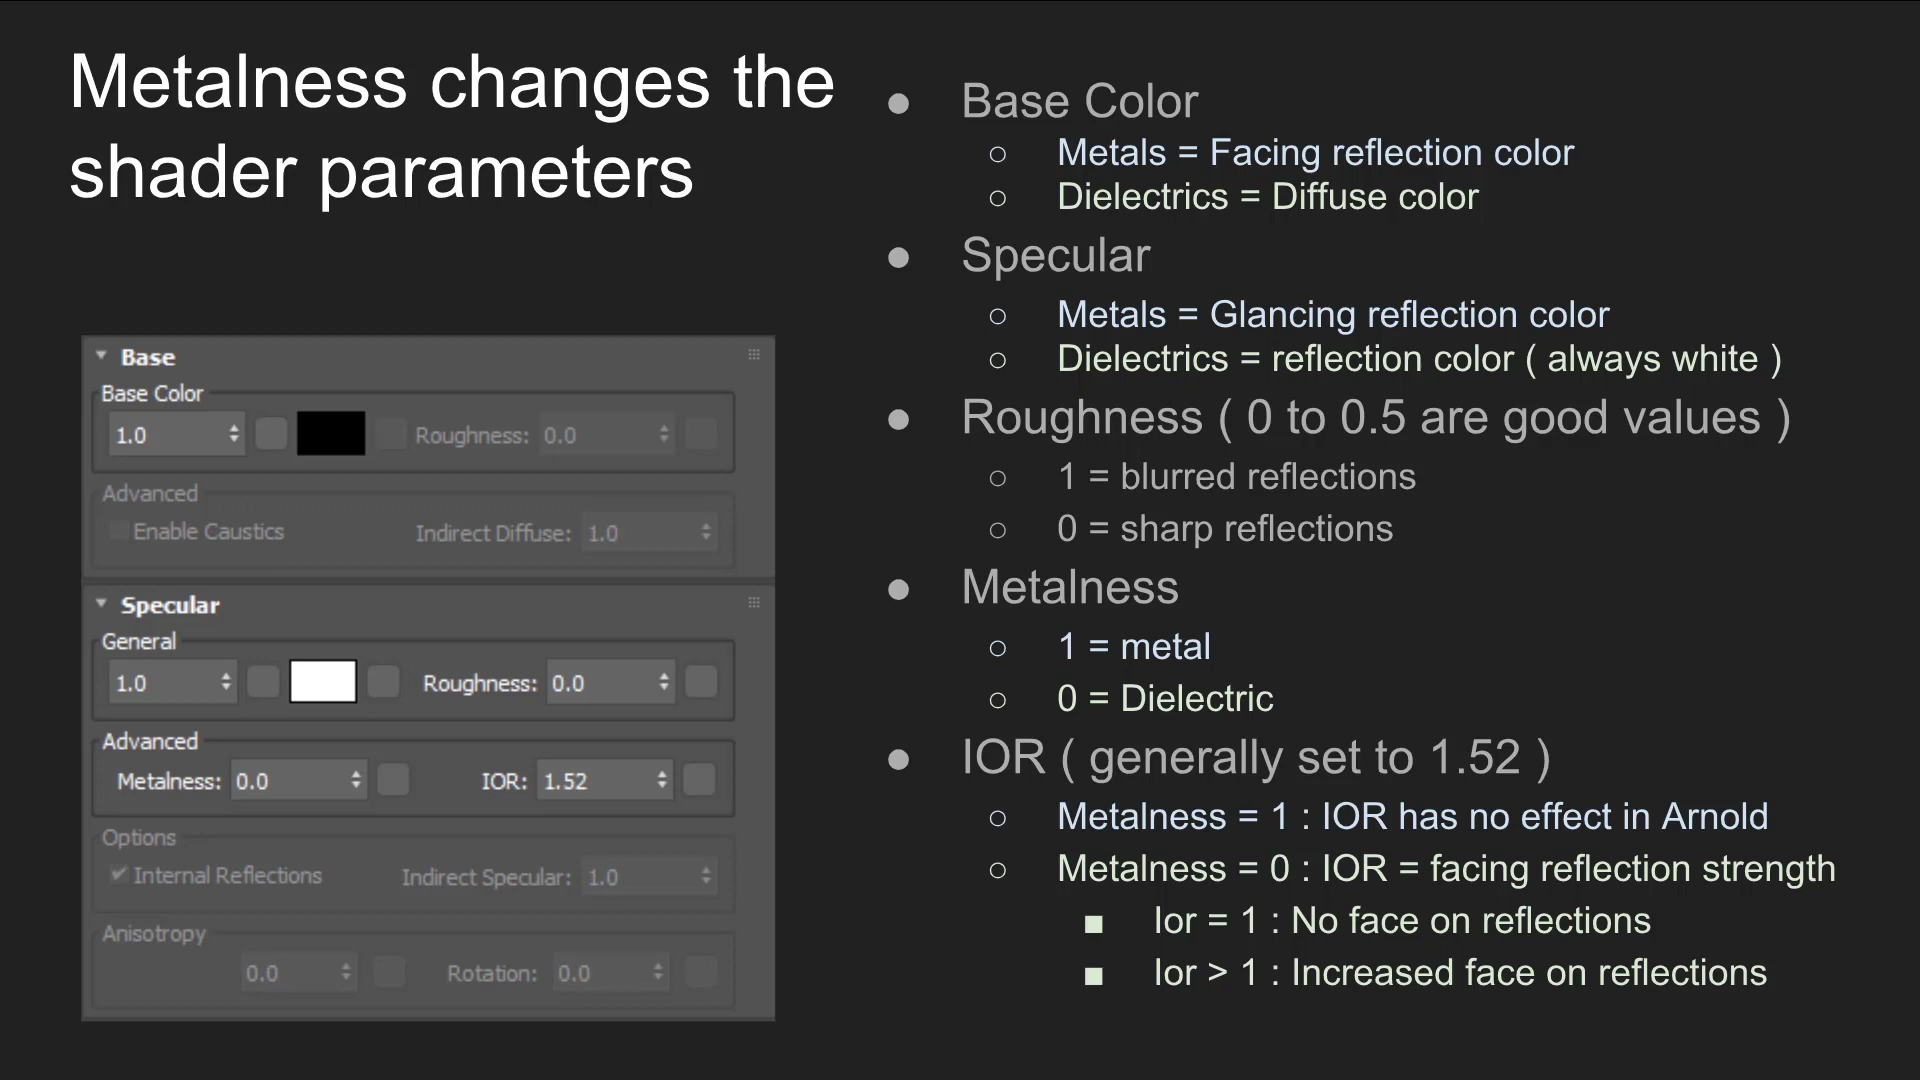 Metalness changes the
shader parameters
Base
Base Color
1.0
Roughness: 0.0
Advanced
Enable Caustics
Indirect Diffuse: 1.0
Specular
General
1.0
Roughness: 0.0
Advanced
Metalness: 0.0
IOR: 1.52
Options
Internal Reflections
Indirect Specular: 1.0
Anisotropy
0.0
Rotation: 0.0
● Base Color
○ Metals = Facing reflection color
○ Dielectrics = Diffuse color
● Specular
○ Metals = Glancing reflection color
○ Dielectrics = reflection color ( always white )
● Roughness ( 0 to 0.5 are good values )
○ 1 = blurred reflections
○ 0 = sharp reflections
● Metalness
○ 1 = metal
○ 0 = Dielectric
● IOR ( generally set to 1.52 )
○ Metalness = 1 : IOR has no effect in Arnold
○ Metalness = 0 : IOR = facing reflection strength
■ Ior = 1 : No face on reflections
■ Ior > 1 : Increased face on reflections